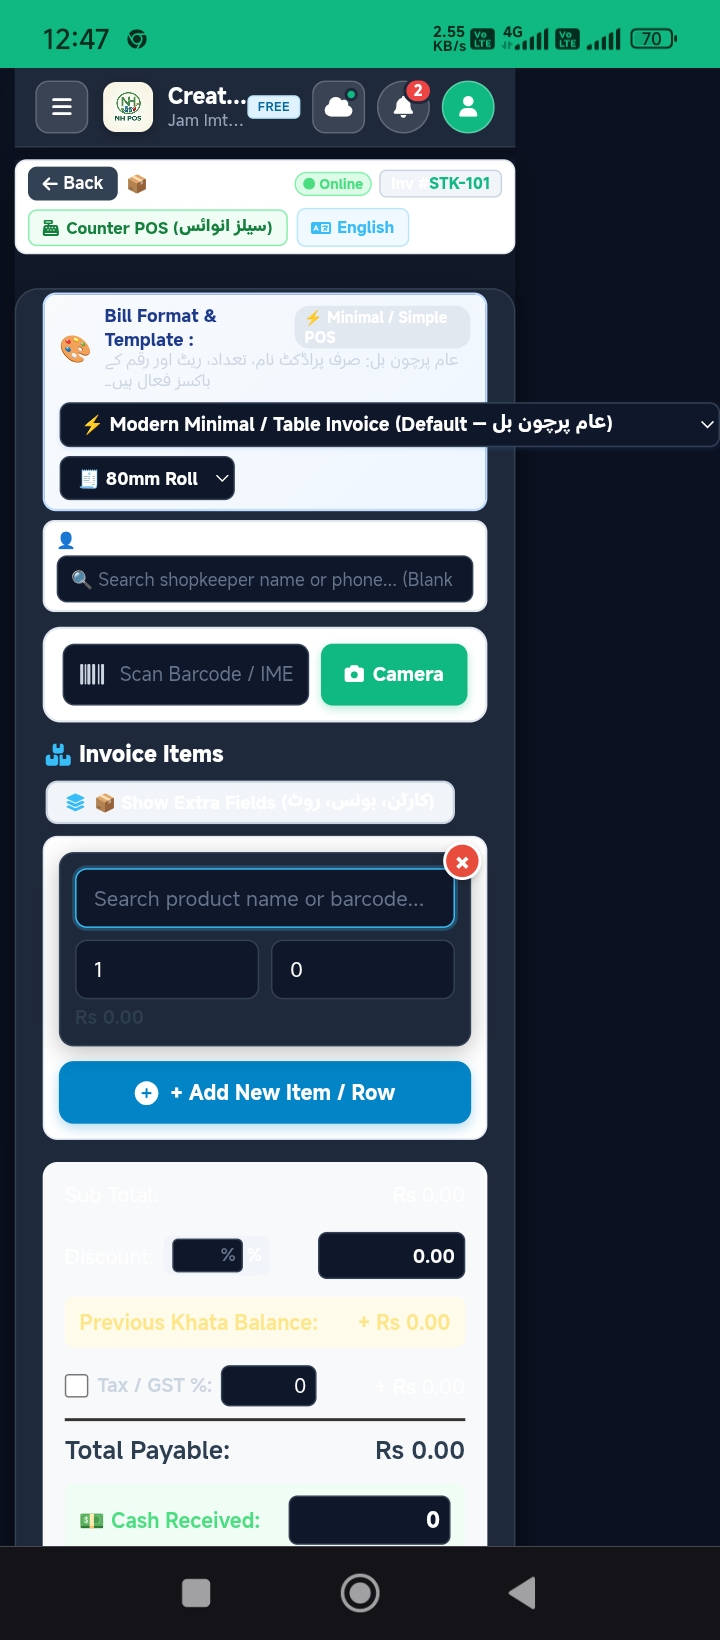 12:47
2.55 KB/s
Vo LTE
4G
Vo LTE
70
NH POS
Creat...
Jam Imt...
FREE
2
← Back
Online
Inv #STK-101
Counter POS (سیلز انوائس)
English
Bill Format & Template :
⚡ Minimal / Simple POS
عام پرچون بل: صرف پراڈکٹ نام، تعداد، ریٹ اور رقم کے
باکسز فعال ہیں۔
⚡ Modern Minimal / Table Invoice (Default — عام پرچون بل)
80mm Roll
Search shopkeeper name or phone... (Blank
Scan Barcode / IME
Camera
Invoice Items
Show Extra Fields (کارٹن، بونس، روٹ)
Search product name or barcode...
1
0
Rs 0.00
+ Add New Item / Row
Sub Total:
Rs 0.00
Discount:
%
%
0.00
Previous Khata Balance:
+ Rs 0.00
Tax / GST %:
0
+ Rs 0.00
Total Payable:
Rs 0.00
Cash Received:
0